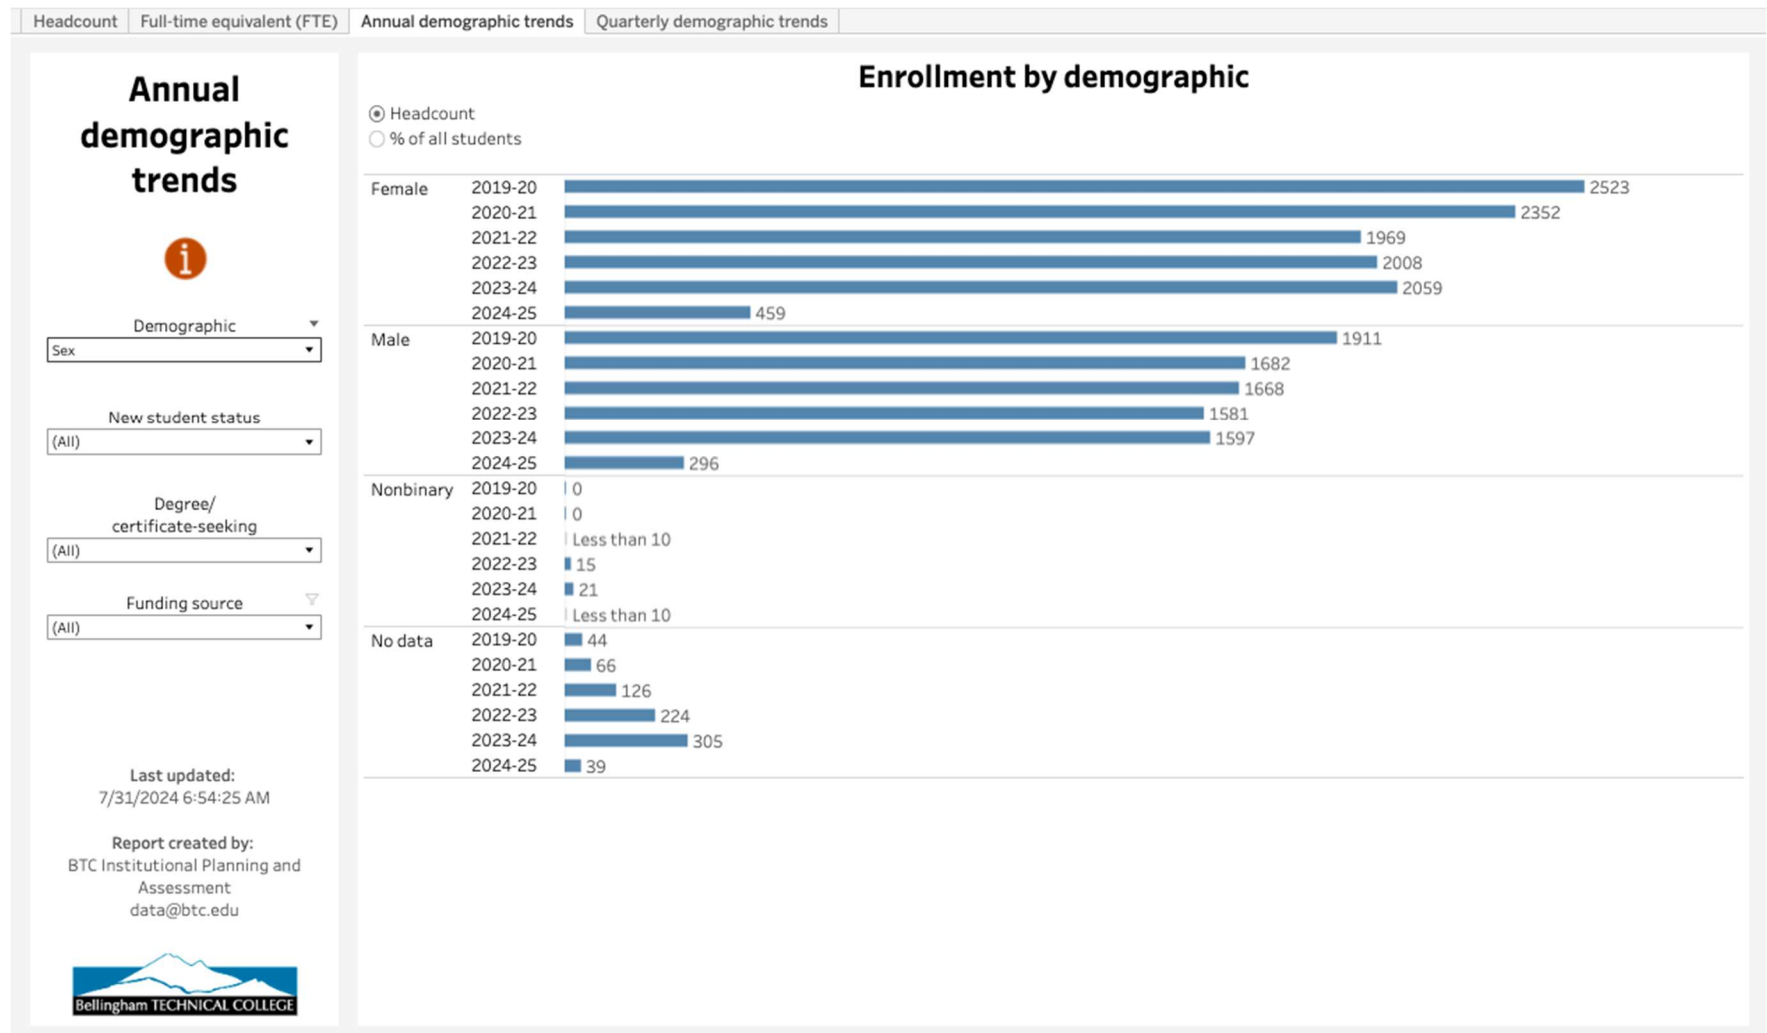 Headcount Full-time equivalent (FTE) Annual demographic trends Quarterly demographic trends
Annual
demographic
trends
i
Demographic
Sex
New student status
(All)
Degree/
certificate-seeking
(All)
Funding source
(All)
Last updated:
7/31/2024 6:54:25 AM
Report created by:
BTC Institutional Planning and
Assessment
data@btc.edu
Bellingham TECHNICAL COLLEGE
Enrollment by demographic
Headcount
% of all students
Female 2019-20 2523
2020-21 2352
2021-22 1969
2022-23 2008
2023-24 2059
2024-25 459
Male 2019-20 1911
2020-21 1682
2021-22 1668
2022-23 1581
2023-24 1597
2024-25 296
Nonbinary 2019-20 0
2020-21 0
2021-22 Less than 10
2022-23 15
2023-24 21
2024-25 Less than 10
No data 2019-20 44
2020-21 66
2021-22 126
2022-23 224
2023-24 305
2024-25 39